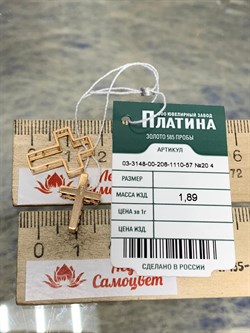 ООО ЮВЕЛИРНЫЙ ЗАВОД
ПЛАТИНА
ЗОЛОТО 585 ПРОБЫ
АРТИКУЛ
03-3148-00-206-1110-57 №20 4
РАЗМЕР
МАССА ИЗД. 1,89
ЦЕНА за 1г
ЦЕНА ИЗД.
СДЕЛАНО В РОССИИ
Самоцвет